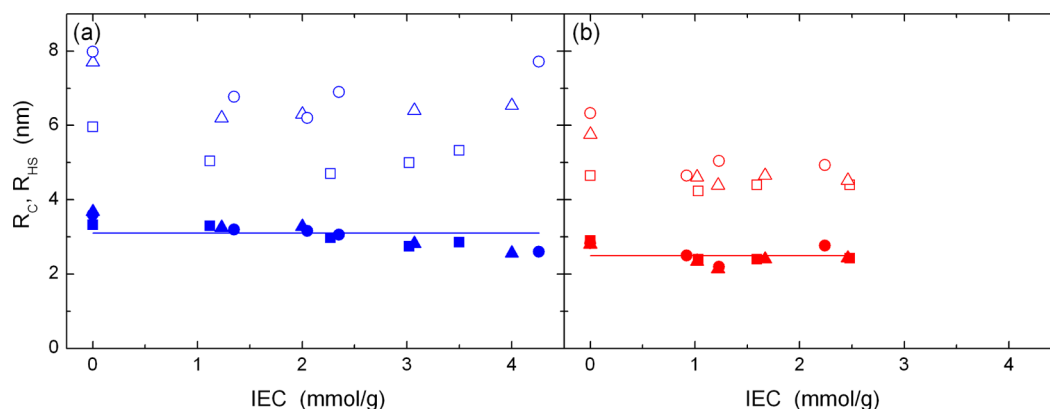 (a)
(b)
R_C, R_HS (nm)
8
6
4
2
0
0 1 2 3 4
0 1 2 3 4
IEC (mmol/g)
IEC (mmol/g)